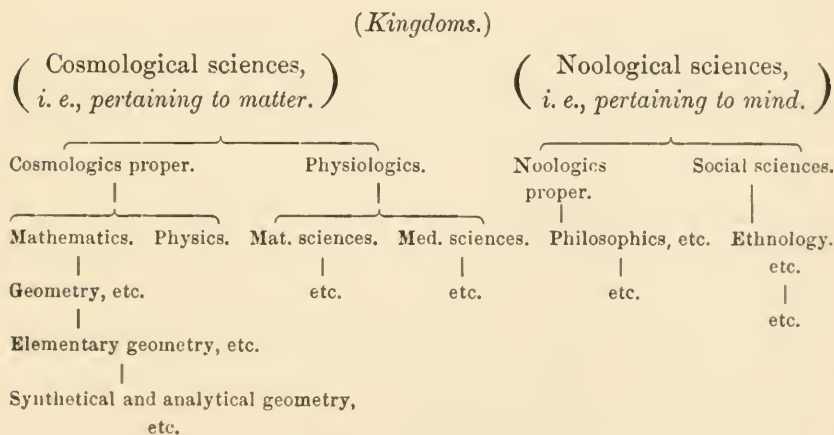 (Kingdoms.)
Cosmological sciences, Noological sciences,
i. e., pertaining to matter. i. e., pertaining to mind.
Cosmologics proper. Physiologics. Noologics Social sciences.
proper.
Mathematics. Physics. Mat. sciences. Med. sciences. Philosophics, etc. Ethnology.
etc.
Geometry, etc. etc. etc. etc.
etc.
Elementary geometry, etc.
Synthetical and analytical geometry,
etc.